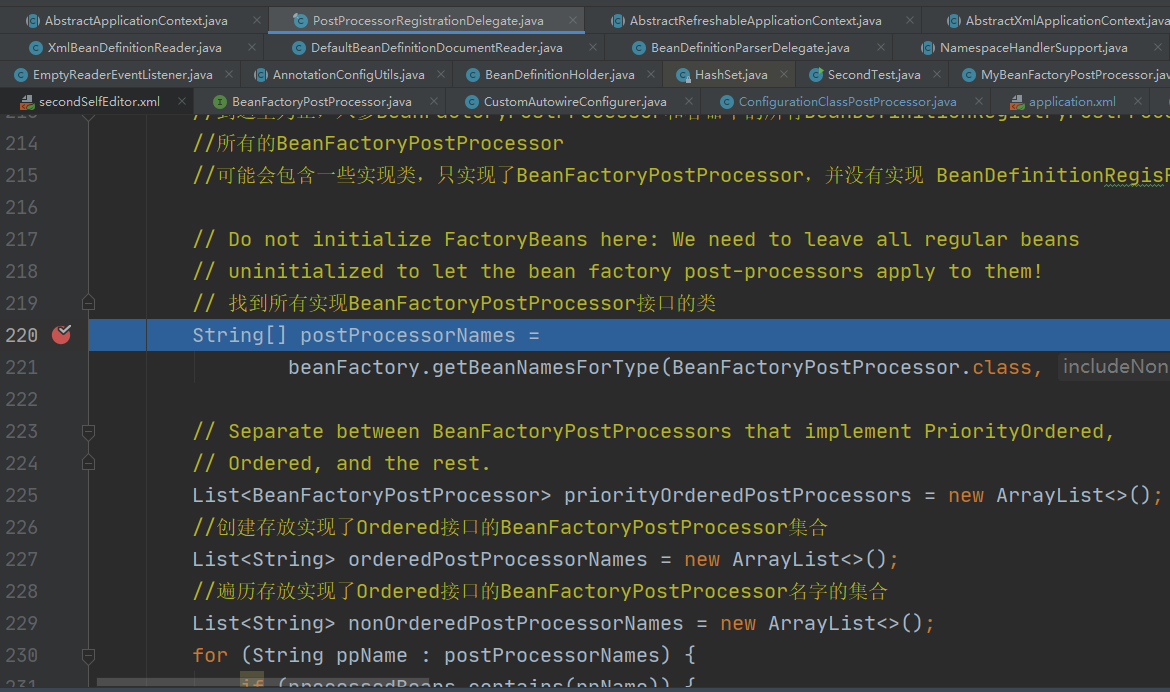 AbstractApplicationContext.java PostProcessorRegistrationDelegate.java AbstractRefreshableApplicationContext.java AbstractXmlApplicationContext.java
XmlBeanDefinitionReader.java DefaultBeanDefinitionDocumentReader.java BeanDefinitionParserDelegate.java NamespaceHandlerSupport.java
EmptyReaderEventListener.java AnnotationConfigUtils.java BeanDefinitionHolder.java HashSet.java SecondTest.java MyBeanFactoryPostProcessor.jav
secondSelfEditor.xml BeanFactoryPostProcessor.java CustomAutowireConfigurer.java ConfigurationClassPostProcessor.java application.xml
214 //所有的BeanFactoryPostProcessor
215 //可能会包含一些实现类，只实现了BeanFactoryPostProcessor，并没有实现 BeanDefinitionRegis
216
217 // Do not initialize FactoryBeans here: We need to leave all regular beans
218 // uninitialized to let the bean factory post-processors apply to them!
219 // 找到所有实现BeanFactoryPostProcessor接口的类
220 String[] postProcessorNames =
221 beanFactory.getBeanNamesForType(BeanFactoryPostProcessor.class, includeNon
222
223 // Separate between BeanFactoryPostProcessors that implement PriorityOrdered,
224 // Ordered, and the rest.
225 List<BeanFactoryPostProcessor> priorityOrderedPostProcessors = new ArrayList<>();
226 //创建存放实现了Ordered接口的BeanFactoryPostProcessor集合
227 List<String> orderedPostProcessorNames = new ArrayList<>();
228 //遍历存放实现了Ordered接口的BeanFactoryPostProcessor名字的集合
229 List<String> nonOrderedPostProcessorNames = new ArrayList<>();
230 for (String ppName : postProcessorNames) {
231 if (processedBeans.contains(ppName)) {